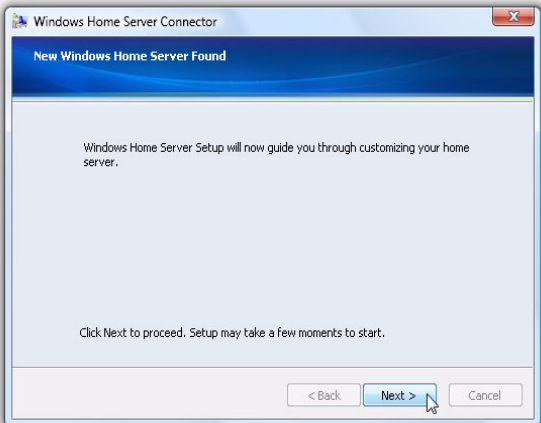 Windows Home Server Connector
New Windows Home Server Found
Windows Home Server Setup will now guide you through customizing your home
server.
Click Next to proceed. Setup may take a few moments to start.
< Back Next > Cancel